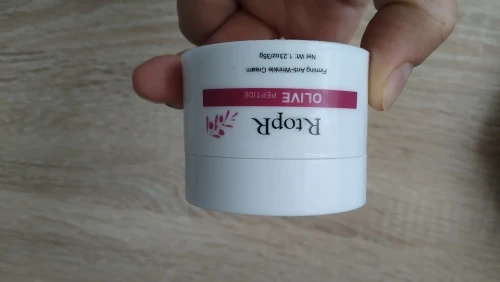 RtopR
OLIVE PEPTIDE
Firming Anti-Wrinkle Cream
Net Wt: 1.23oz/35g